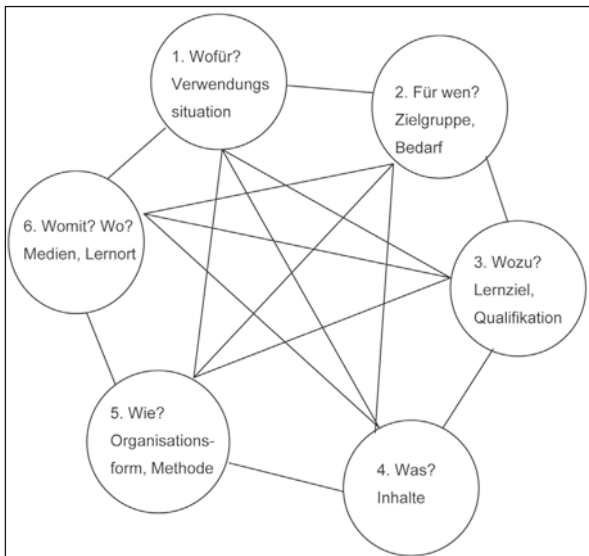 1. Wofür?
Verwendungs
situation
2. Für wen?
Zielgruppe,
Bedarf
3. Wozu?
Lernziel,
Qualifikation
4. Was?
Inhalte
5. Wie?
Organisations-
form, Methode
6. Womit? Wo?
Medien, Lernort